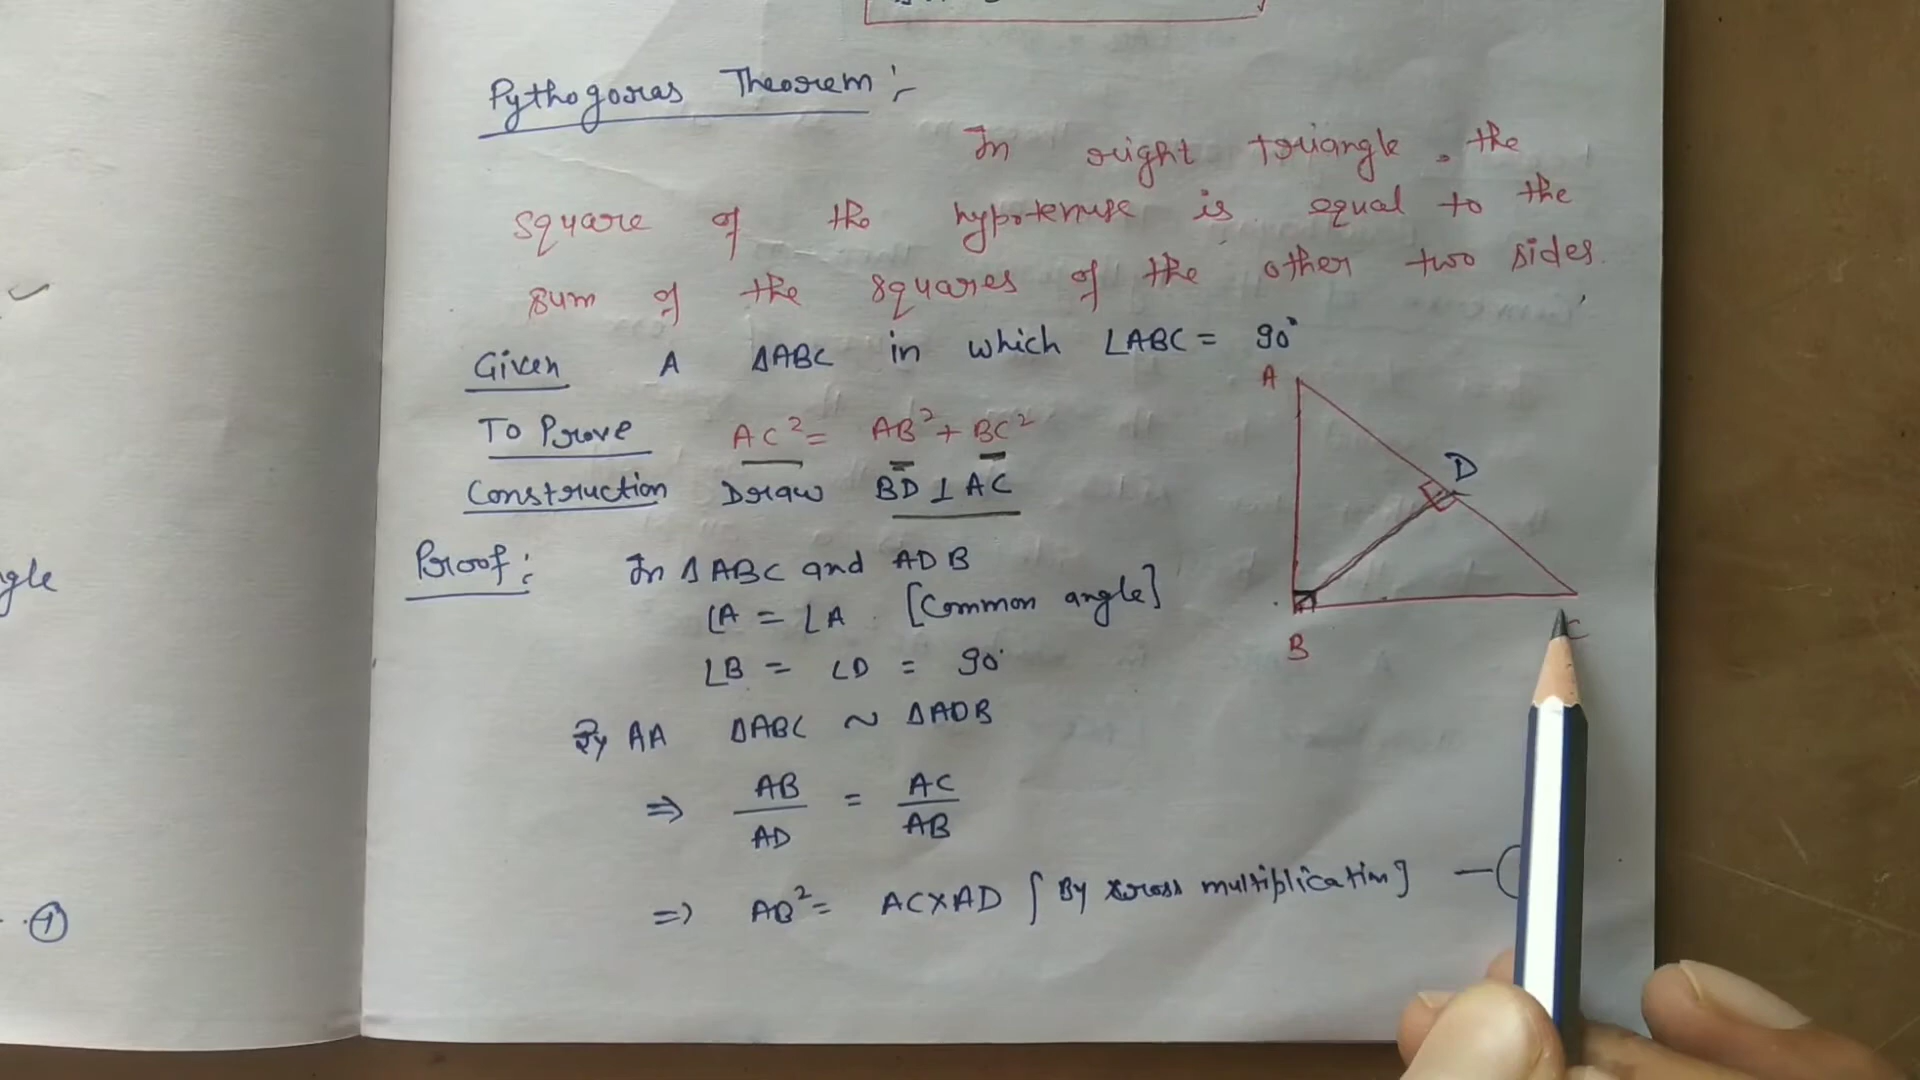 gle
①
Pythogoras Theorem :-
In right triangle, the
square of the hypotenuse is equal to the
sum of the squares of the other two sides.
Given A ΔABC in which ∠ABC = 90°
To Prove AC² = AB² + BC²
Construction Draw BD ⊥ AC
Proof : In ΔABC and ADB
∠A = ∠A [Common angle]
∠B = ∠D = 90°
By AA ΔABC ~ ΔADB
⇒ AB/AD = AC/AB
⇒ AB² = AC×AD [By cross multiplicating]
A
D
B
C